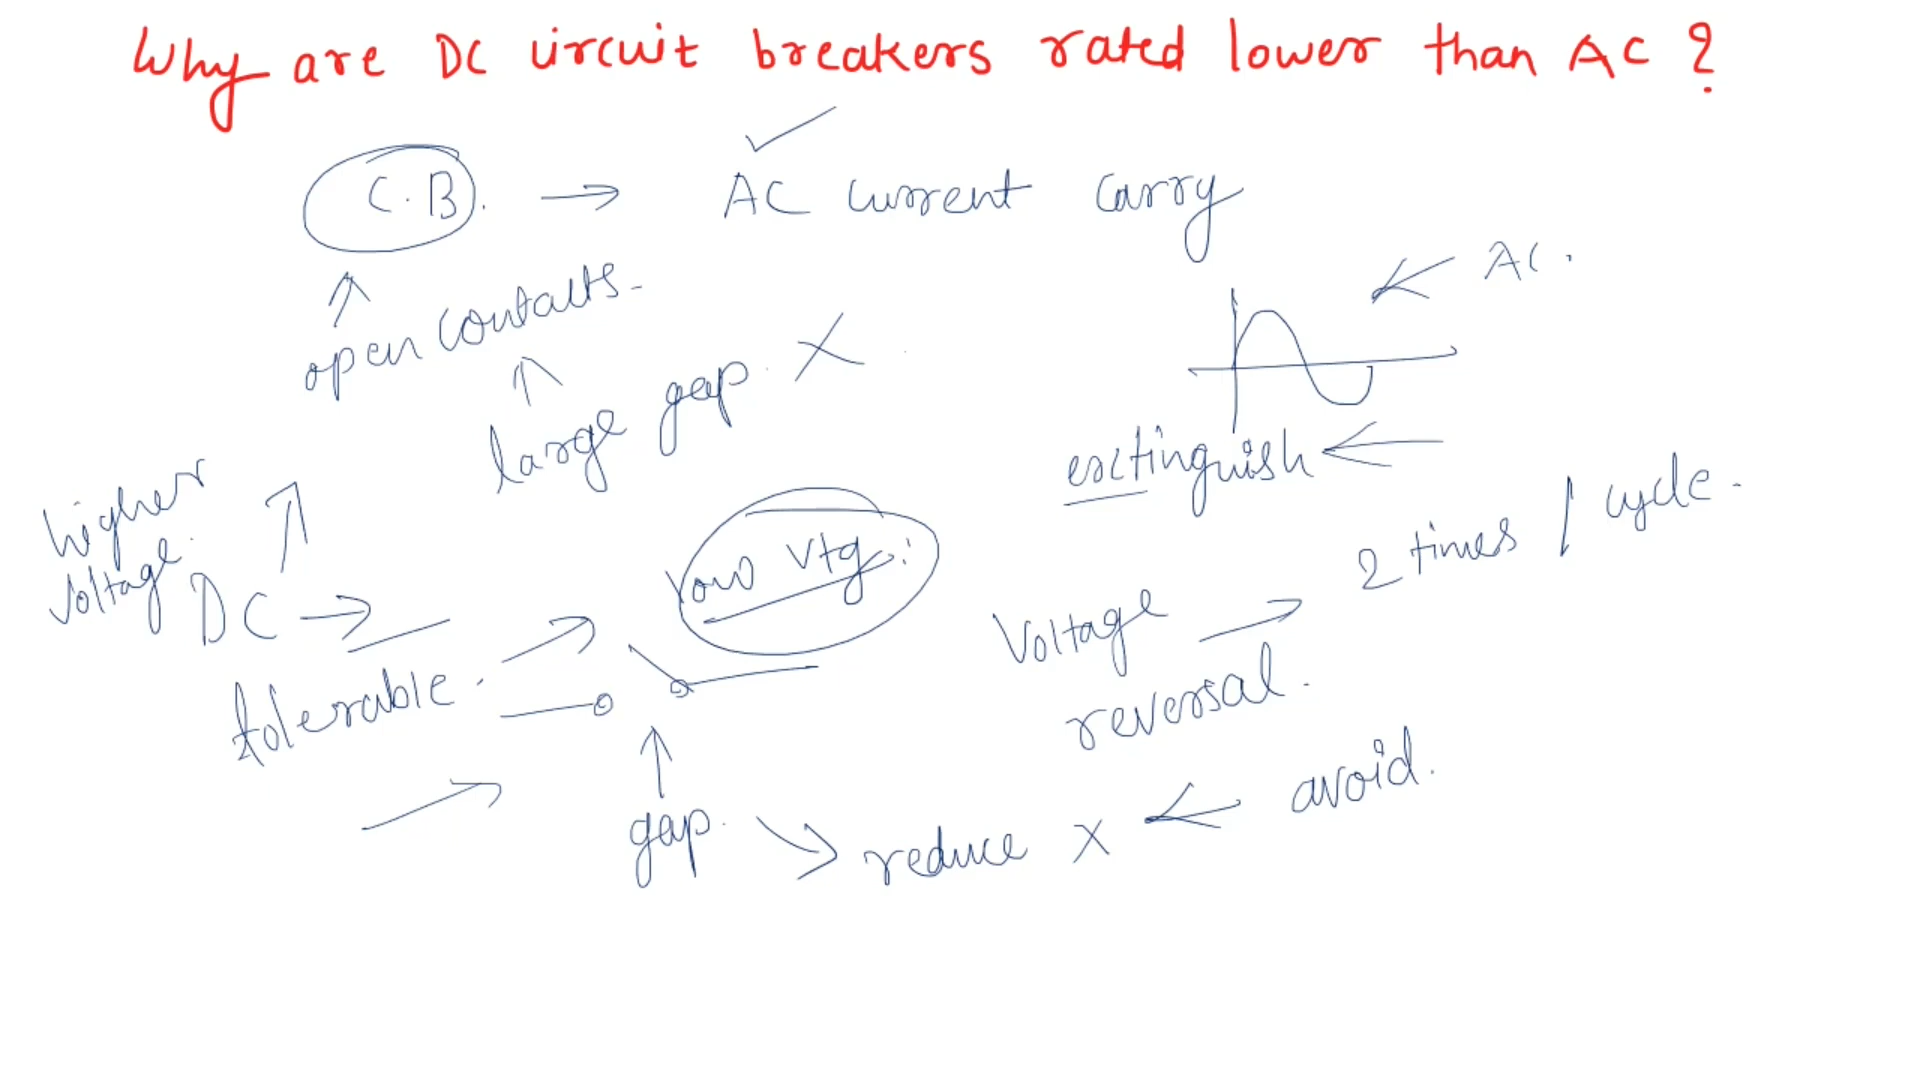 Why are DC circuit breakers rated lower than AC ?
C.B. → AC current carry
AC.
open contacts.
large gap. X
extinguish
higher
voltage.
2 times / cycle.
low vtg.
DC →
Voltage →
reversal.
tolerable.
avoid.
gap.
reduce X